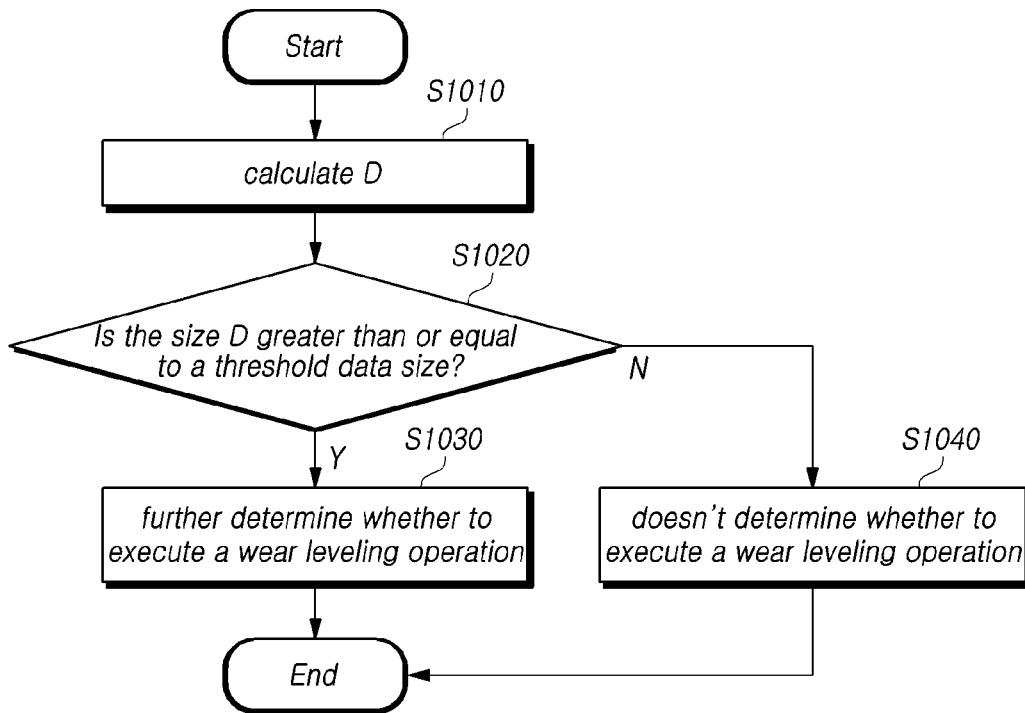 Start
S1010
calculate D
S1020
Is the size D greater than or equal
to a threshold data size?
N
Y
S1030
further determine whether to
execute a wear leveling operation
S1040
doesn't determine whether to
execute a wear leveling operation
End